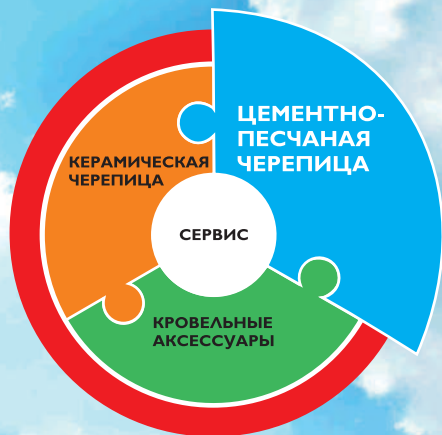 ЦЕМЕНТНО-
ПЕСЧАНАЯ
ЧЕРЕПИЦА
КЕРАМИЧЕСКАЯ
ЧЕРЕПИЦА
СЕРВИС
КРОВЕЛЬНЫЕ
АКСЕССУАРЫ